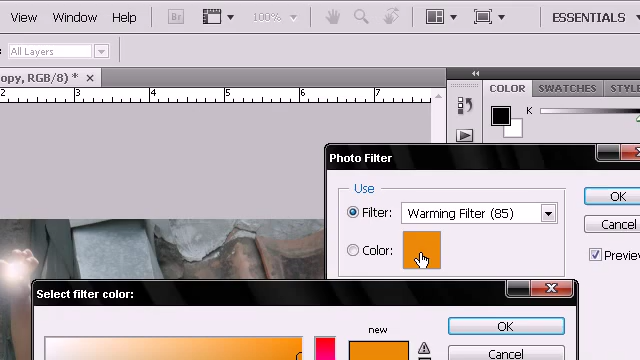 View Window Help Br 100% ESSENTIALS
All Layers
opy, RGB/8) *
2 3 4 5 6 7
COLOR SWATCHES STYLE
K
Photo Filter
Use
Filter: Warming Filter (85)
Color:
OK
Cancel
Preview
Select filter color:
new
OK
Cancel